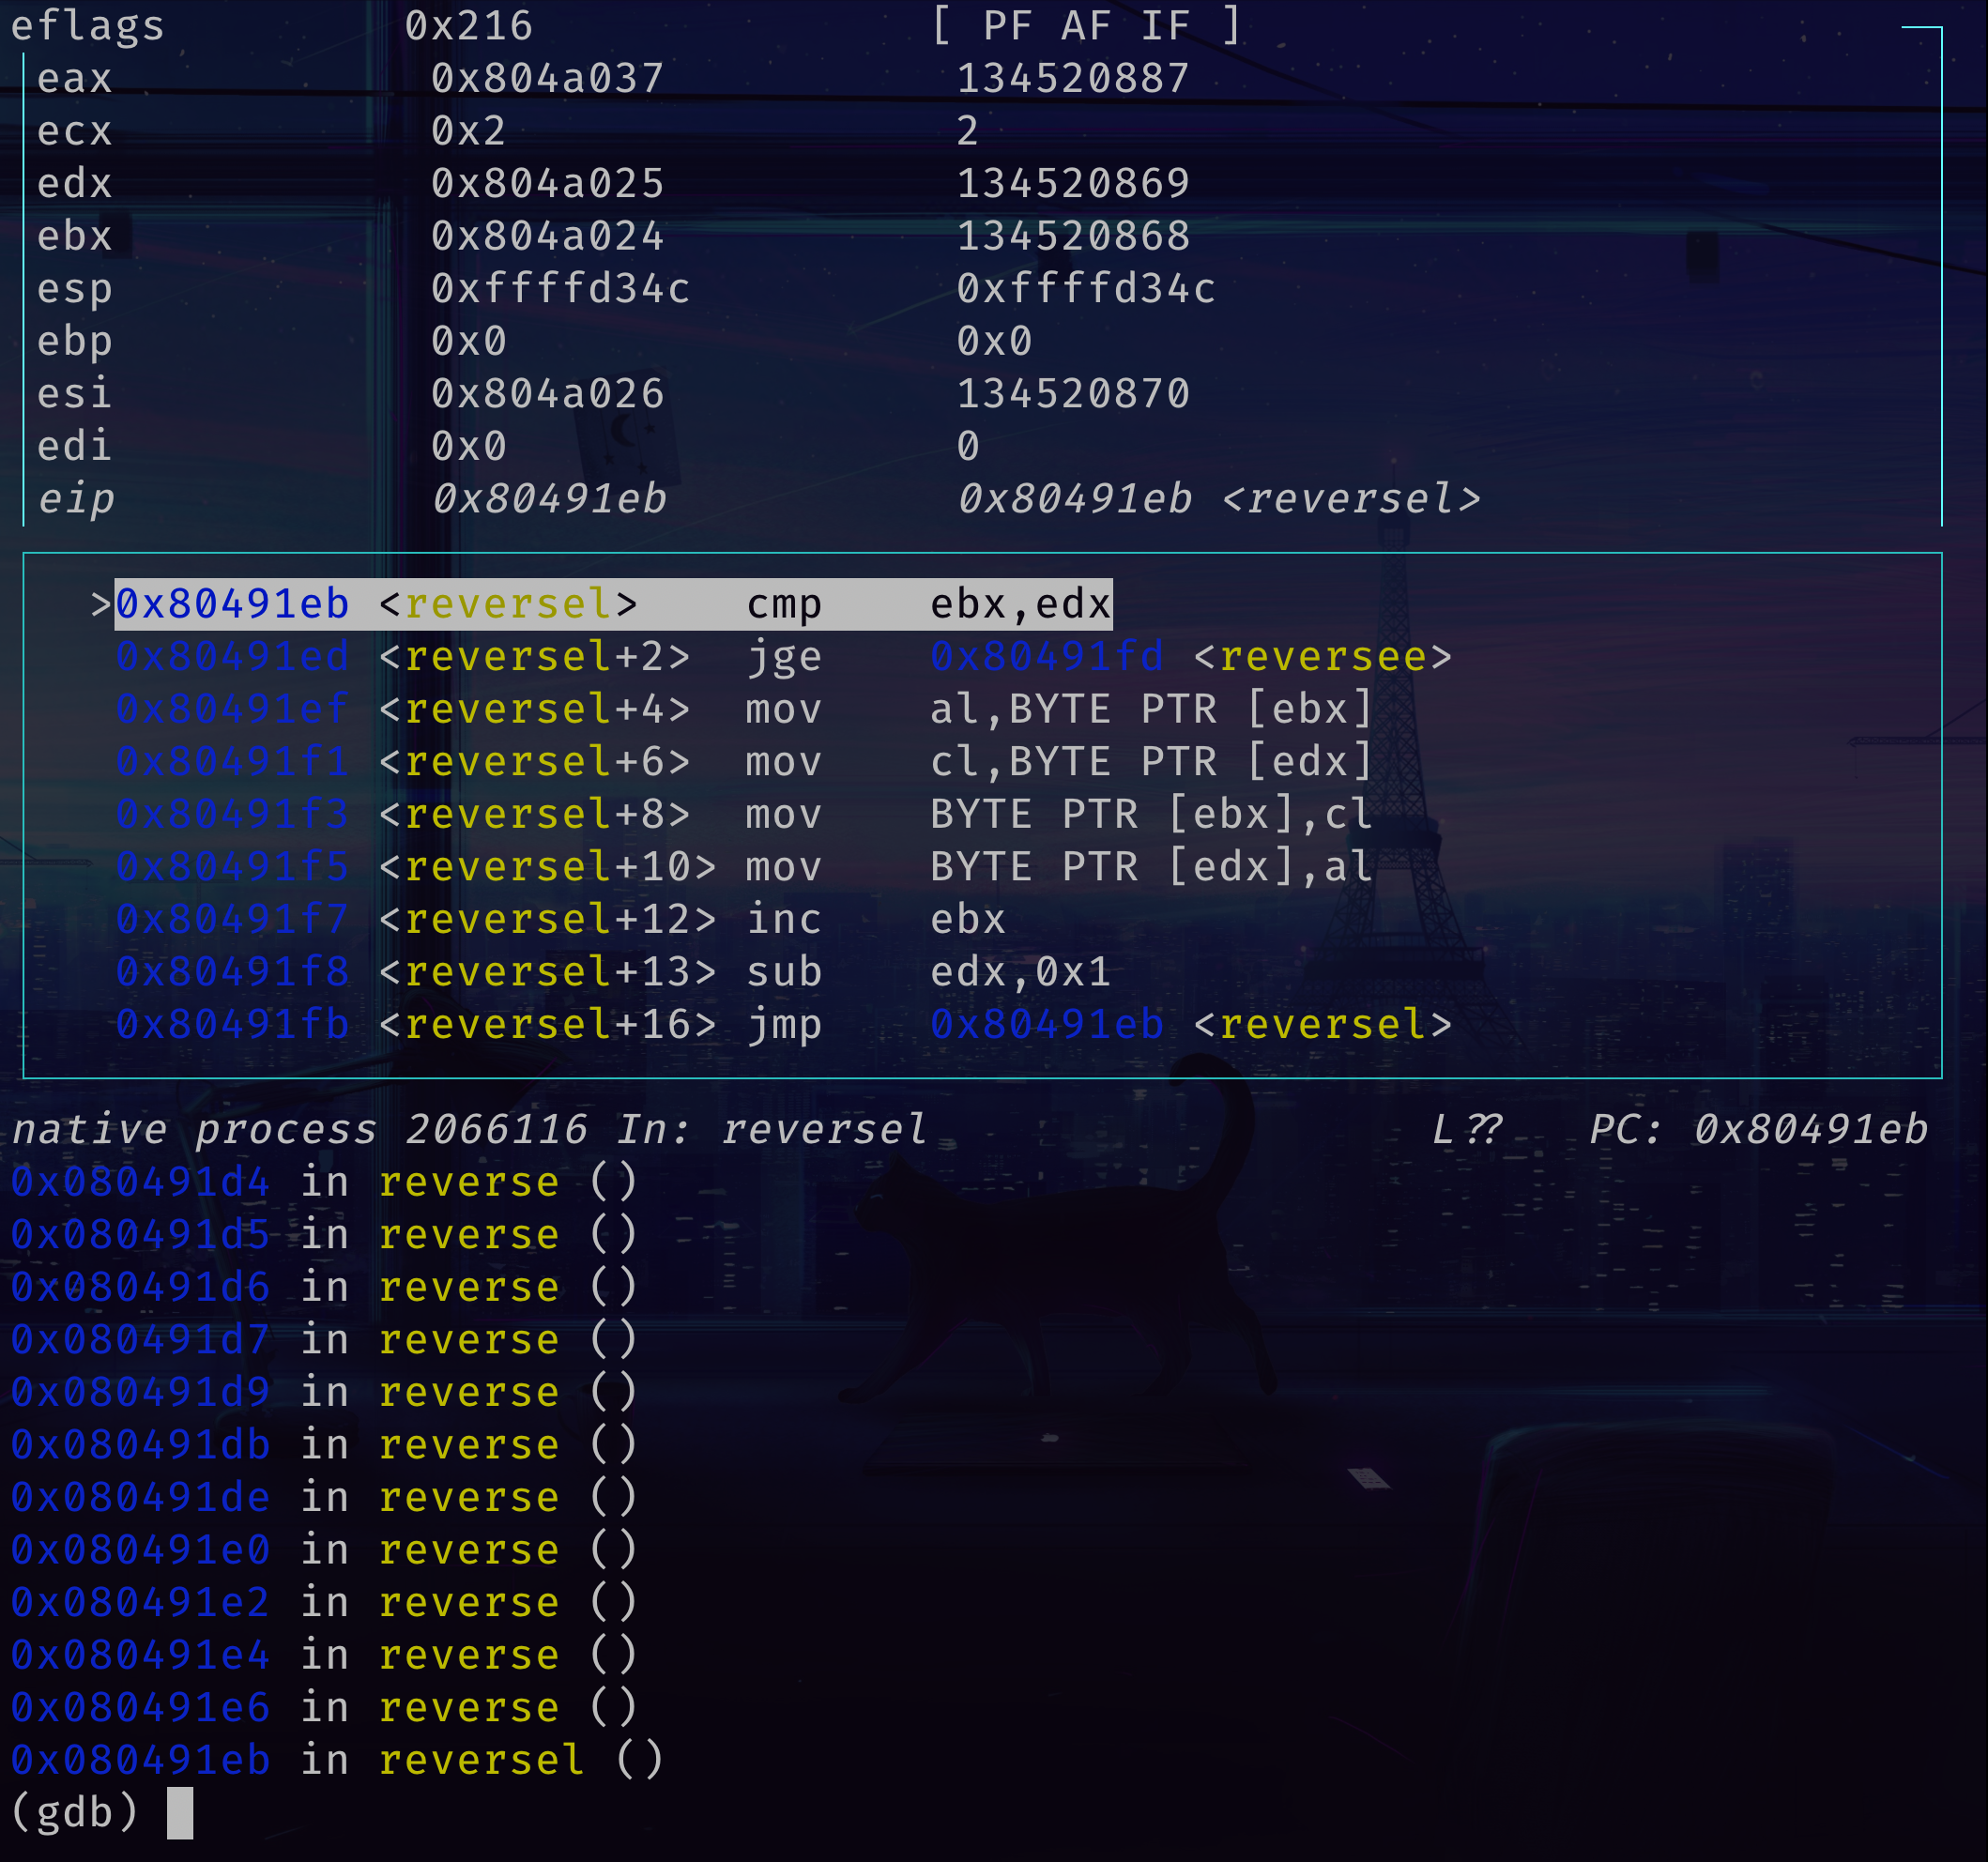 eflags 0x216 [ PF AF IF ]
eax 0x804a037 134520887
ecx 0x2 2
edx 0x804a025 134520869
ebx 0x804a024 134520868
esp 0xffffd34c 0xffffd34c
ebp 0x0 0x0
esi 0x804a026 134520870
edi 0x0 0
eip 0x80491eb 0x80491eb <reversel>
>0x80491eb <reversel> cmp ebx,edx
0x80491ed <reversel+2> jge 0x80491fd <reversee>
0x80491ef <reversel+4> mov al,BYTE PTR [ebx]
0x80491f1 <reversel+6> mov cl,BYTE PTR [edx]
0x80491f3 <reversel+8> mov BYTE PTR [ebx],cl
0x80491f5 <reversel+10> mov BYTE PTR [edx],al
0x80491f7 <reversel+12> inc ebx
0x80491f8 <reversel+13> sub edx,0x1
0x80491fb <reversel+16> jmp 0x80491eb <reversel>
native process 2066116 In: reversel L?? PC: 0x80491eb
0x080491d4 in reverse ()
0x080491d5 in reverse ()
0x080491d6 in reverse ()
0x080491d7 in reverse ()
0x080491d9 in reverse ()
0x080491db in reverse ()
0x080491de in reverse ()
0x080491e0 in reverse ()
0x080491e2 in reverse ()
0x080491e4 in reverse ()
0x080491e6 in reverse ()
0x080491eb in reversel ()
(gdb)